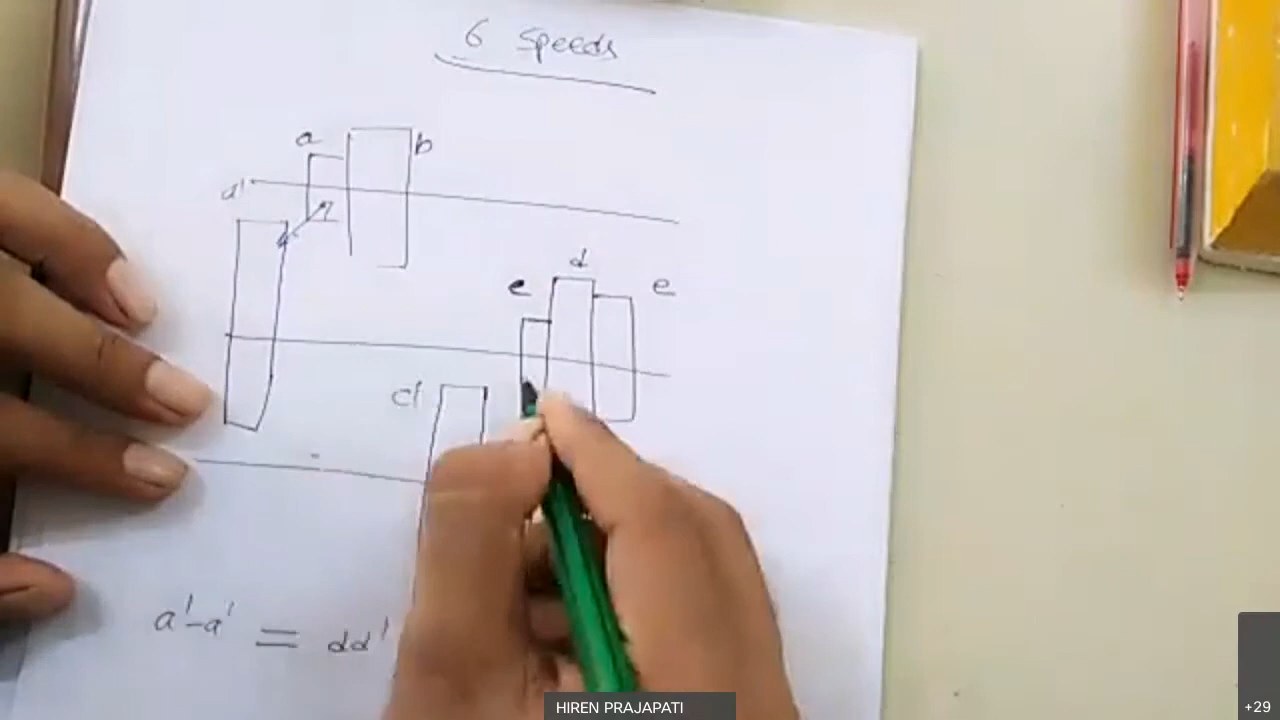 6 Speeds
a b
a'
d
e e
c'
a'-a' = dd'
HIREN PRAJAPATI
+29